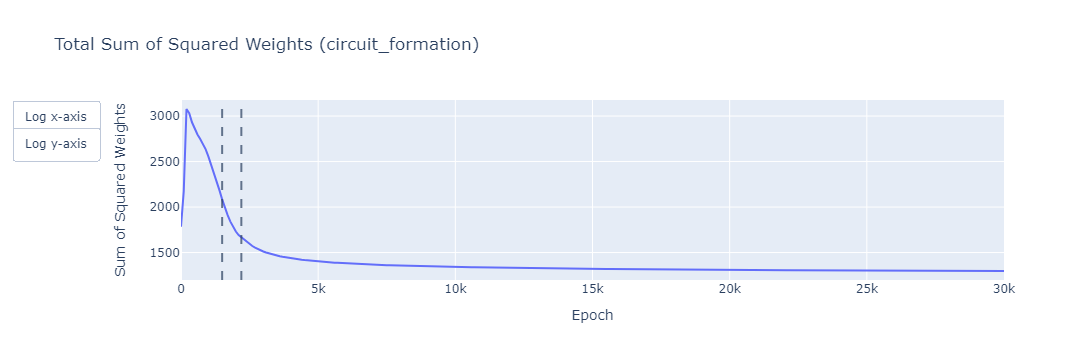 Total Sum of Squared Weights (circuit_formation)
Log x-axis
Log y-axis
Sum of Squared Weights
3000
2500
2000
1500
0 5k 10k 15k 20k 25k 30k
Epoch